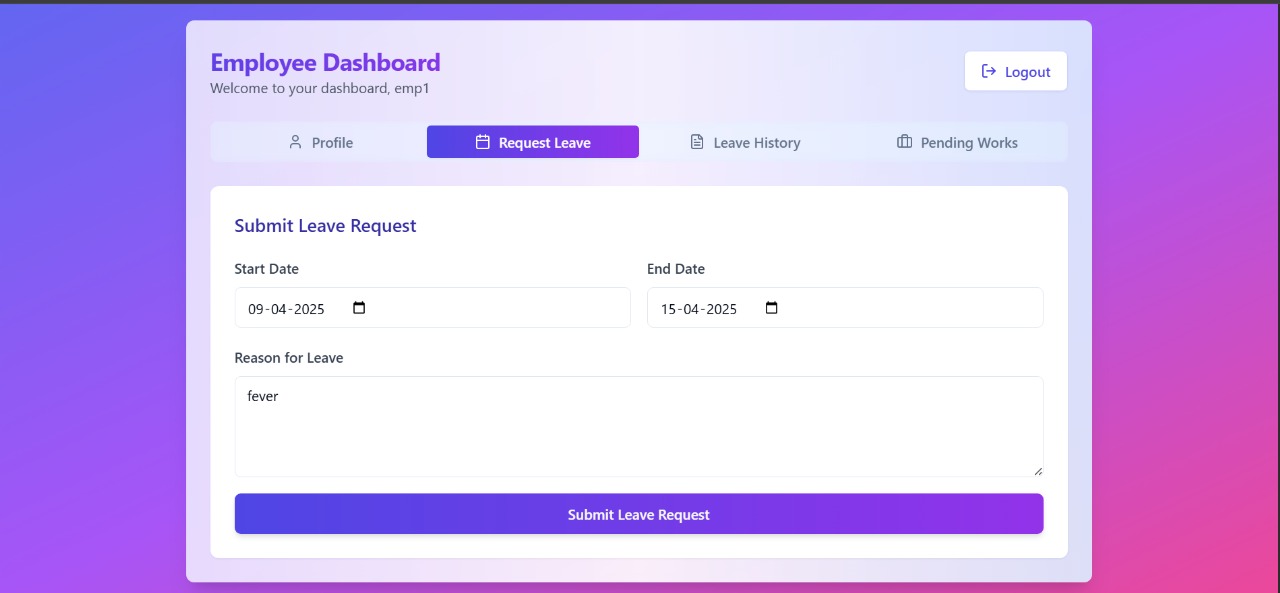 Employee Dashboard
Welcome to your dashboard, emp1
Logout
Profile Request Leave Leave History Pending Works
Submit Leave Request
Start Date End Date
09-04-2025 15-04-2025
Reason for Leave
fever
Submit Leave Request